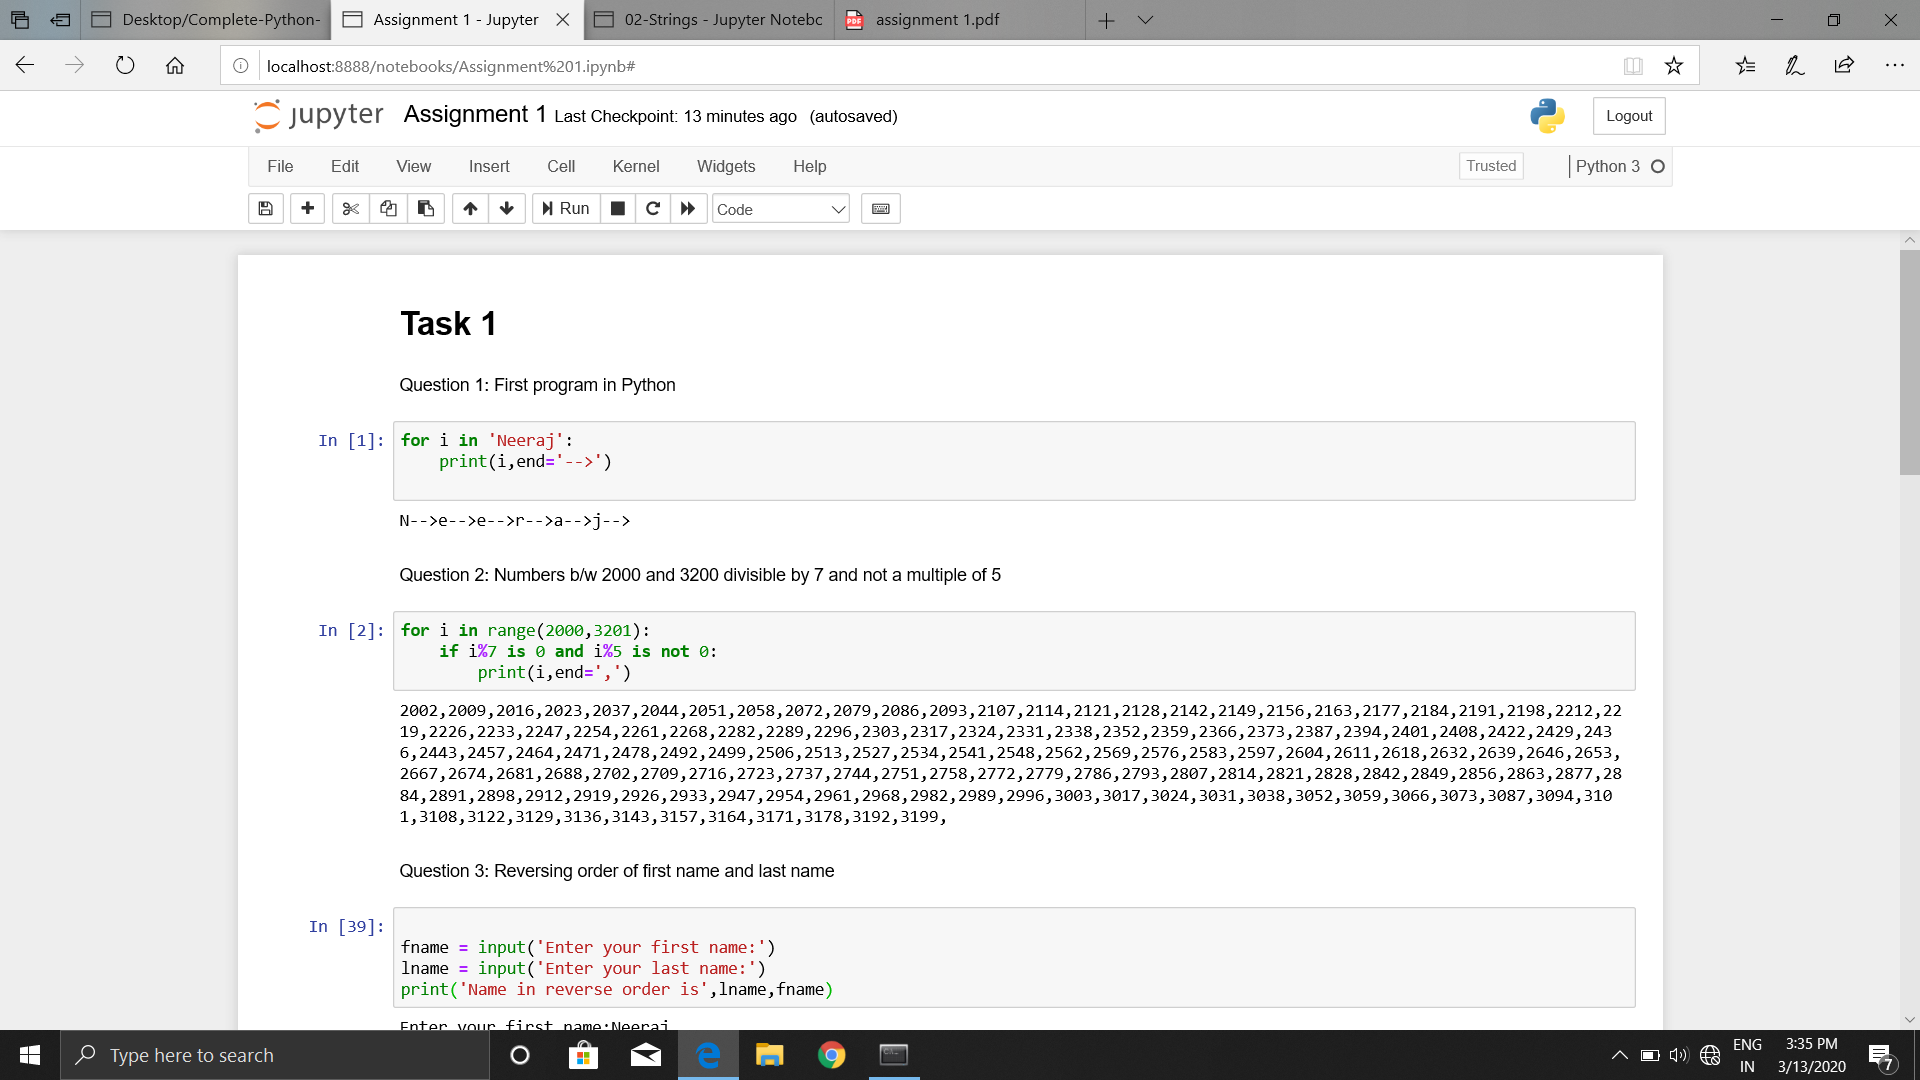 Desktop/Complete-Python-
Assignment 1 - Jupyter
02-Strings - Jupyter Notebc
PDF
assignment 1.pdf
localhost:8888/notebooks/Assignment%201.ipynb#
jupyter Assignment 1 Last Checkpoint: 13 minutes ago (autosaved)
Logout
File Edit View Insert Cell Kernel Widgets Help
Trusted
Python 3
Run
Code
Task 1
Question 1: First program in Python
In [1]: for i in 'Neeraj':
print(i,end='-->')
N-->e-->e-->r-->a-->j-->
Question 2: Numbers b/w 2000 and 3200 divisible by 7 and not a multiple of 5
In [2]: for i in range(2000,3201):
if i%7 is 0 and i%5 is not 0:
print(i,end=',')
2002,2009,2016,2023,2037,2044,2051,2058,2072,2079,2086,2093,2107,2114,2121,2128,2142,2149,2156,2163,2177,2184,2191,2198,2212,22
19,2226,2233,2247,2254,2261,2268,2282,2289,2296,2303,2317,2324,2331,2338,2352,2359,2366,2373,2387,2394,2401,2408,2422,2429,243
6,2443,2457,2464,2471,2478,2492,2499,2506,2513,2527,2534,2541,2548,2562,2569,2576,2583,2597,2604,2611,2618,2632,2639,2646,2653,
2667,2674,2681,2688,2702,2709,2716,2723,2737,2744,2751,2758,2772,2779,2786,2793,2807,2814,2821,2828,2842,2849,2856,2863,2877,28
84,2891,2898,2912,2919,2926,2933,2947,2954,2961,2968,2982,2989,2996,3003,3017,3024,3031,3038,3052,3059,3066,3073,3087,3094,310
1,3108,3122,3129,3136,3143,3157,3164,3171,3178,3192,3199,
Question 3: Reversing order of first name and last name
In [39]:
fname = input('Enter your first name:')
lname = input('Enter your last name:')
print('Name in reverse order is',lname,fname)
Enter your first name:Neeraj
Type here to search
ENG
IN
3:35 PM
3/13/2020
7